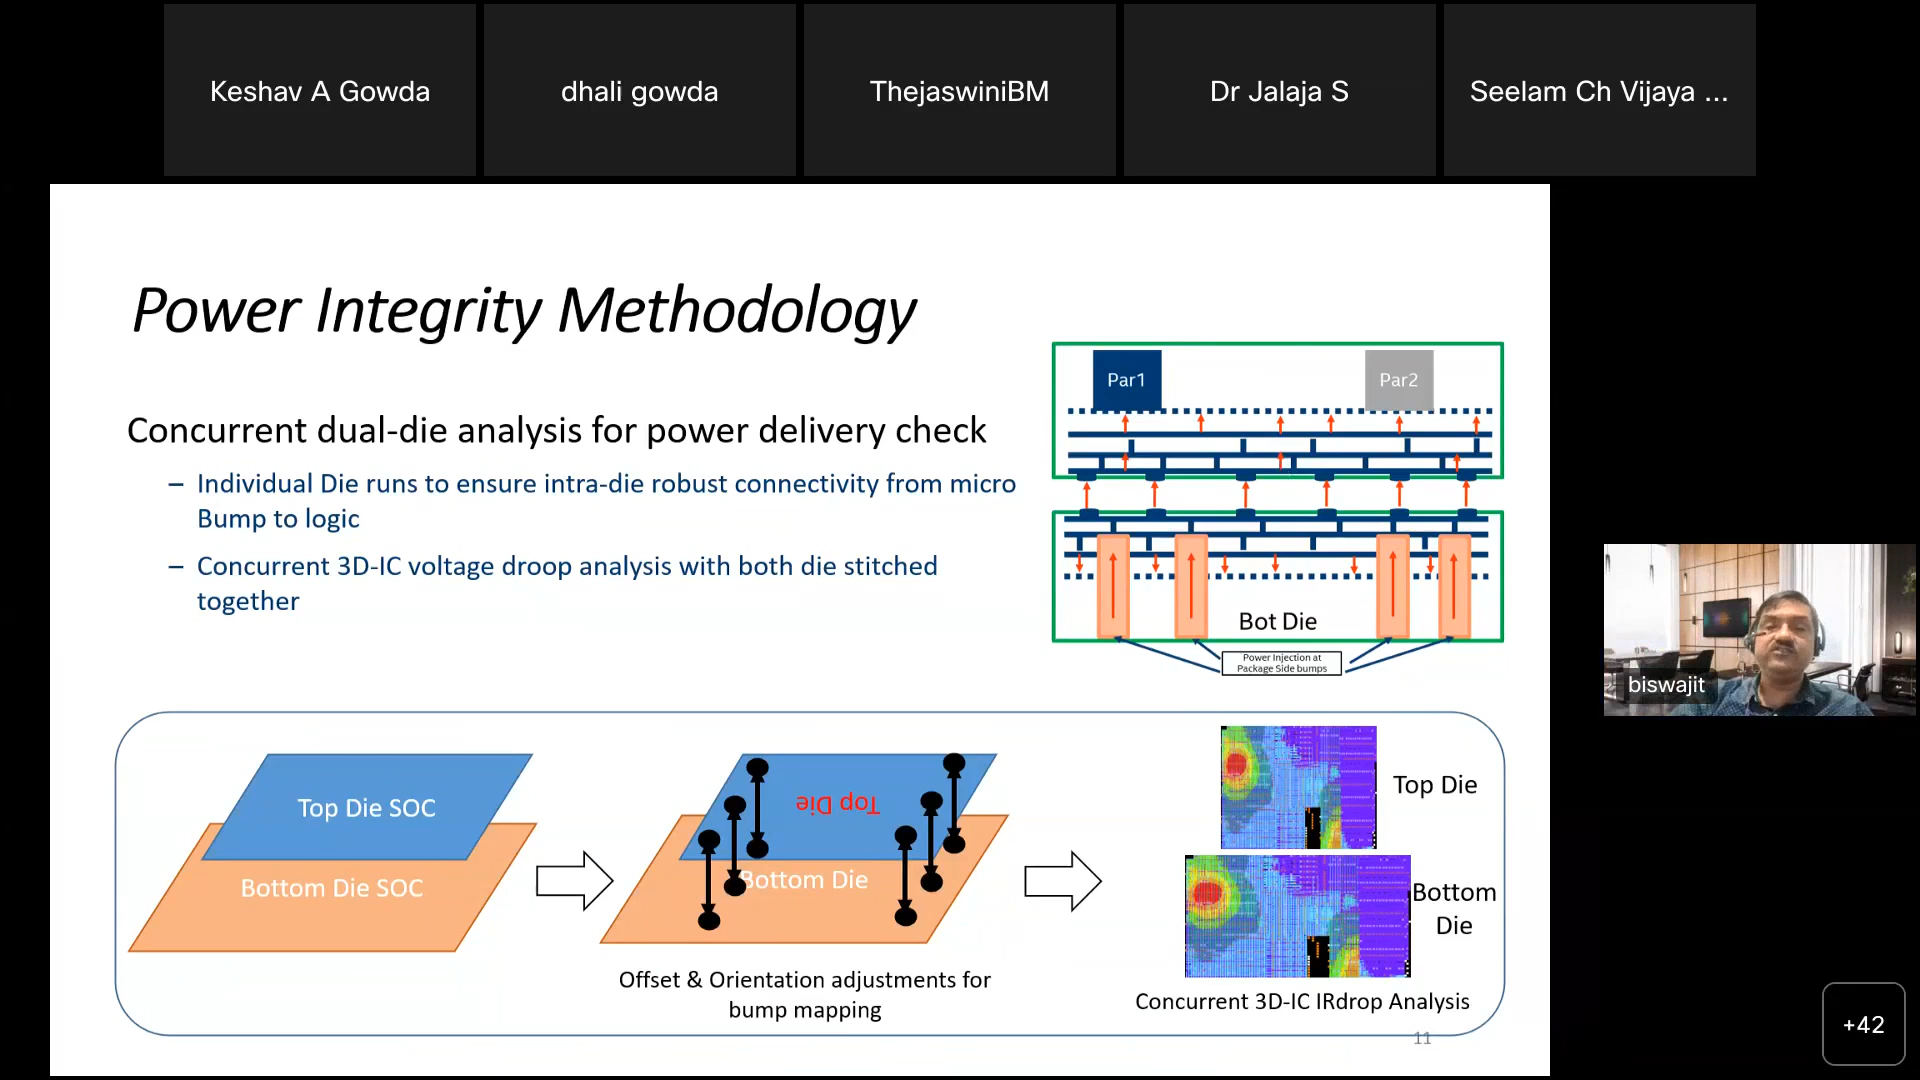 Keshav A Gowda
dhali gowda
ThejaswiniBM
Dr Jalaja S
Seelam Ch Vijaya ...
Power Integrity Methodology
Concurrent dual-die analysis for power delivery check
– Individual Die runs to ensure intra-die robust connectivity from micro
Bump to logic
– Concurrent 3D-IC voltage droop analysis with both die stitched
together
Par1
Par2
Bot Die
Power Injection at
Package Side bumps
biswajit
Top Die SOC
Bottom Die SOC
Top Die
Bottom Die
Offset & Orientation adjustments for
bump mapping
Top Die
Bottom
Die
Concurrent 3D-IC IRdrop Analysis
11
+42